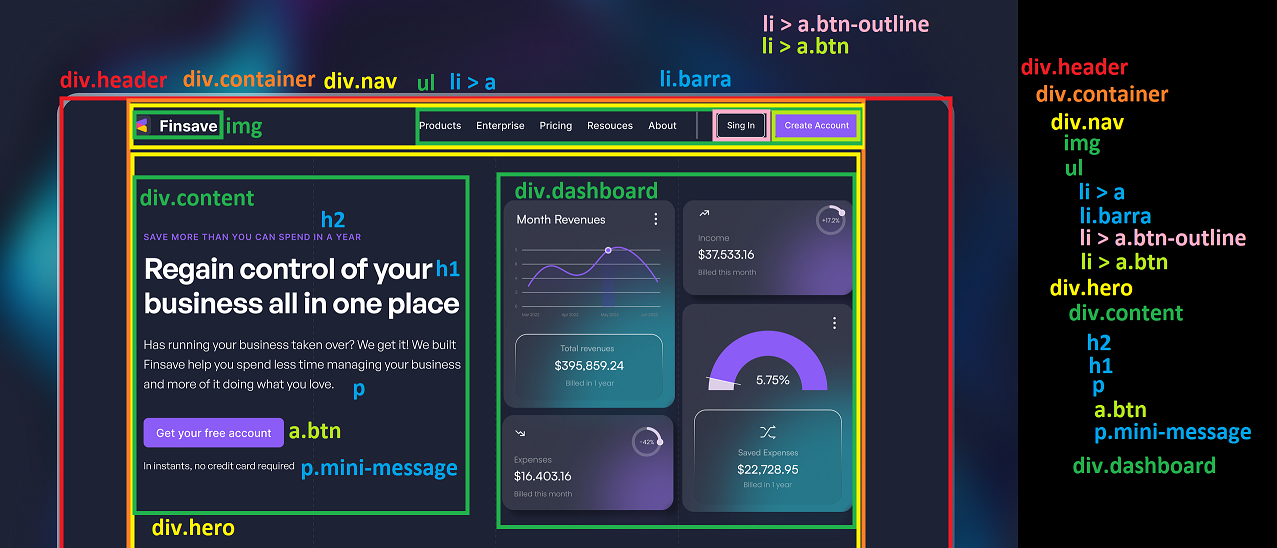 li > a.btn-outline
li > a.btn
div.header div.container div.nav ul li > a li.barra
Finsave img Products Enterprise Pricing Resouces About Sing In Create Account
div.content
h2
SAVE MORE THAN YOU CAN SPEND IN A YEAR
Regain control of your h1
business all in one place
Has running your business taken over? We get it! We built
Finsave help you spend less time managing your business
and more of it doing what you love.
p
Get your free account a.btn
In instants, no credit card required p.mini-message
div.hero
div.dashboard
Month Revenues
Mar 2022 Apr 2022 May 2022 Jun 2022
Total revenues
$395,859.24
Billed in 1 year
-42%
Expenses
$16.403.16
Billed this month
+17.2%
Income
$37.533.16
Billed this month
5.75%
Saved Expenses
$22,728.95
Billed in 1 year
div.header
div.container
div.nav
img
ul
li > a
li.barra
li > a.btn-outline
li > a.btn
div.hero
div.content
h2
h1
p
a.btn
p.mini-message
div.dashboard